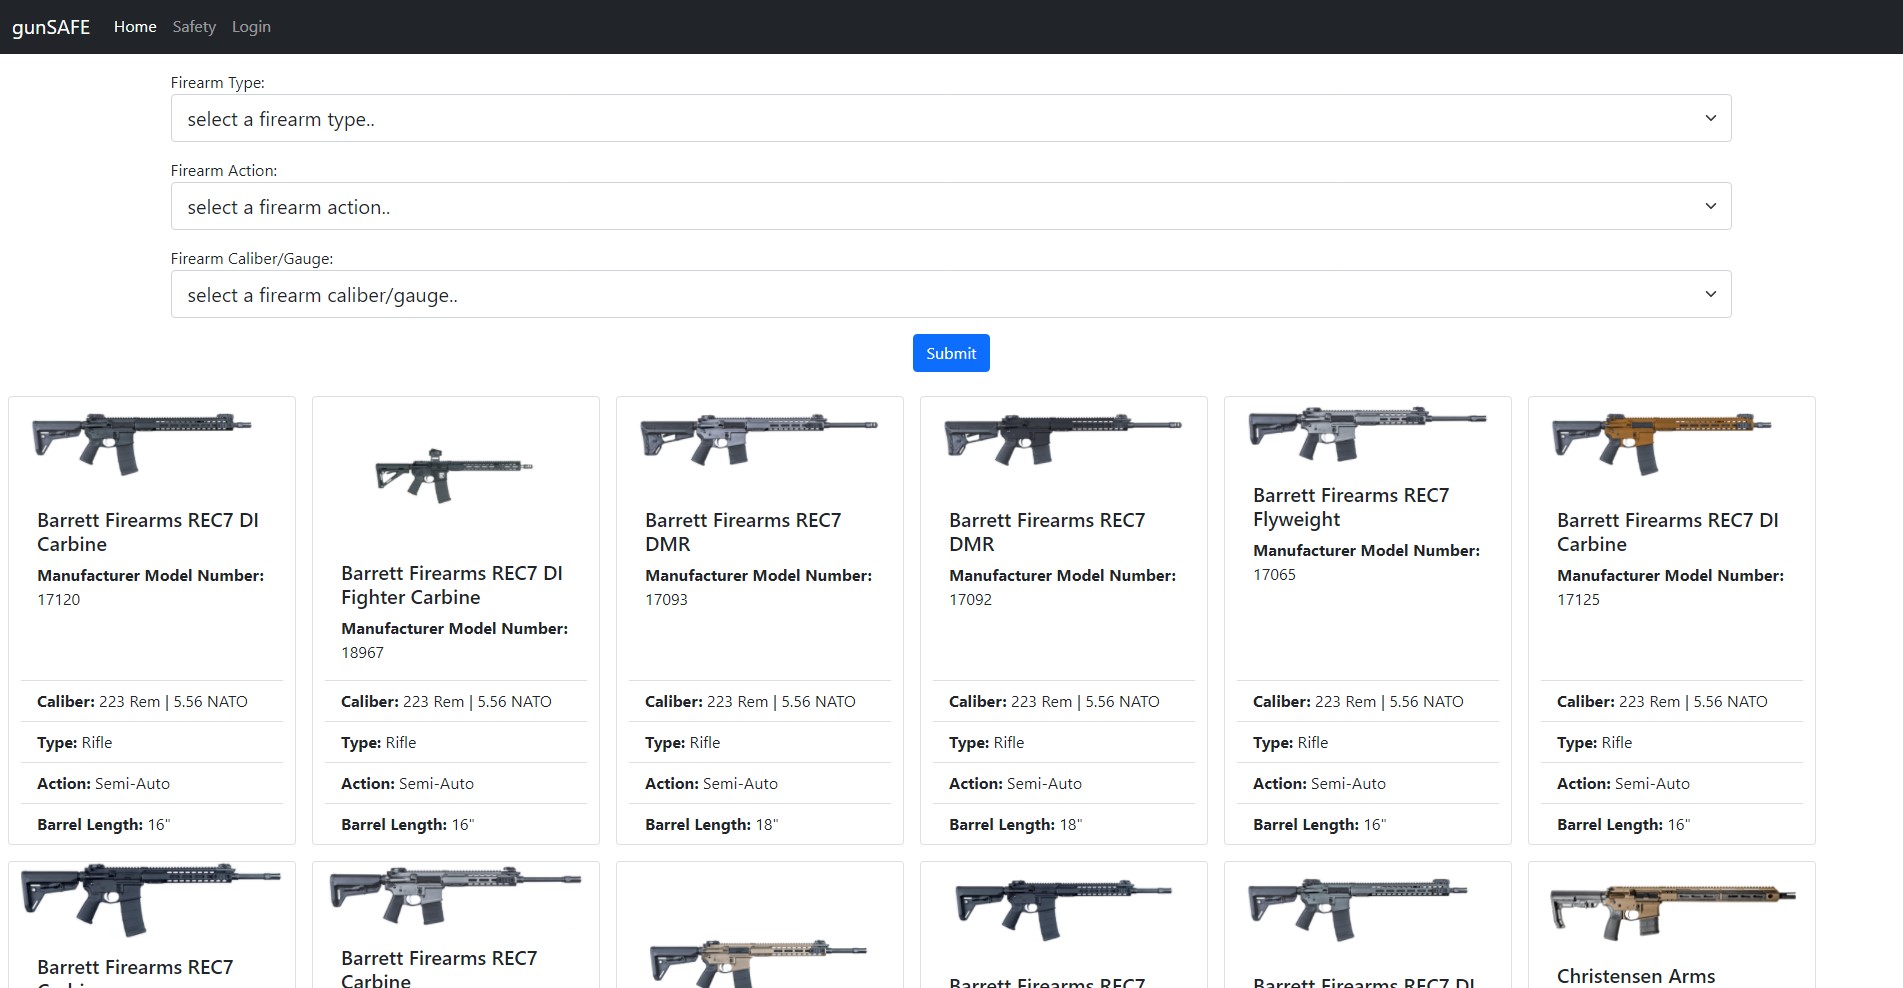 gunSAFE Home Safety Login
Firearm Type:
select a firearm type..
Firearm Action:
select a firearm action..
Firearm Caliber/Gauge:
select a firearm caliber/gauge..
Submit
Barrett Firearms REC7 DI
Carbine
Manufacturer Model Number:
17120
Caliber: 223 Rem | 5.56 NATO
Type: Rifle
Action: Semi-Auto
Barrel Length: 16"
Barrett Firearms REC7 DI
Fighter Carbine
Manufacturer Model Number:
18967
Caliber: 223 Rem | 5.56 NATO
Type: Rifle
Action: Semi-Auto
Barrel Length: 16"
Barrett Firearms REC7
DMR
Manufacturer Model Number:
17093
Caliber: 223 Rem | 5.56 NATO
Type: Rifle
Action: Semi-Auto
Barrel Length: 18"
Barrett Firearms REC7
DMR
Manufacturer Model Number:
17092
Caliber: 223 Rem | 5.56 NATO
Type: Rifle
Action: Semi-Auto
Barrel Length: 18"
Barrett Firearms REC7
Flyweight
Manufacturer Model Number:
17065
Caliber: 223 Rem | 5.56 NATO
Type: Rifle
Action: Semi-Auto
Barrel Length: 16"
Barrett Firearms REC7 DI
Carbine
Manufacturer Model Number:
17125
Caliber: 223 Rem | 5.56 NATO
Type: Rifle
Action: Semi-Auto
Barrel Length: 16"
Barrett Firearms REC7
Barrett Firearms REC7
Carbine
Barrett Firearms REC7
Barrett Firearms REC7 DI
Christensen Arms